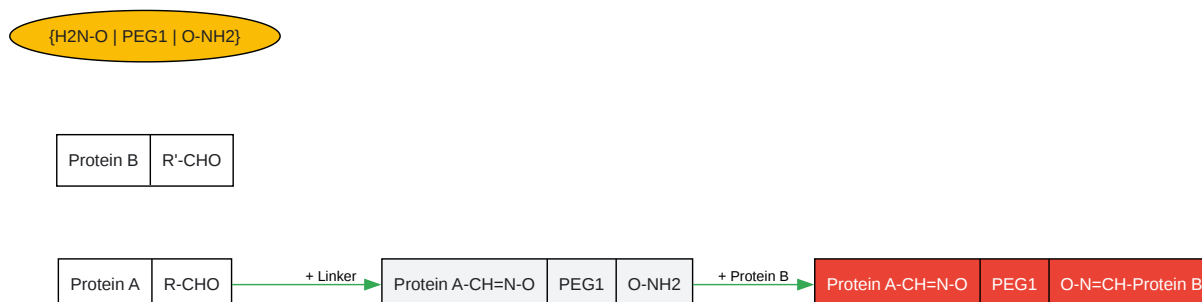 {H2N-O | PEG1 | O-NH2}
Protein B R'-CHO
Protein A R-CHO + Linker Protein A-CH=N-O PEG1 O-NH2 + Protein B Protein A-CH=N-O PEG1 O-N=CH-Protein B